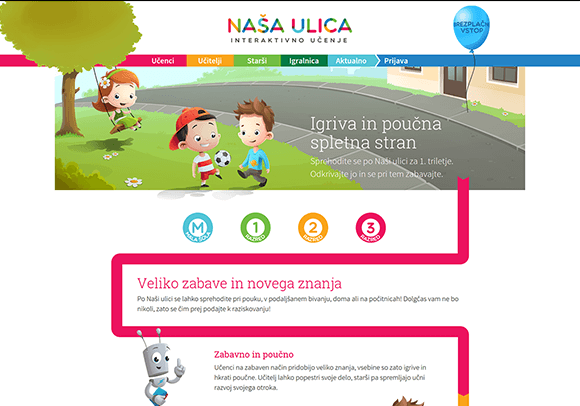 NAŠA ULICA
INTERAKTIVNO UČENJE
BREZPLAČNI
VSTOP
Učenci Učitelji Starši Igralnica Aktualno Prijava
Igriva in poučna
spletna stran
Sprehodite se po Naši ulici za 1. triletje.
Odkrivajte jo in se pri tem zabavajte.
M 1 2 3
RAZRED RAZRED RAZRED
Veliko zabave in novega znanja
Po Naši ulici se lahko sprehodite pri pouku, v podaljšanem bivanju, doma ali na počitnicah! Dolgčas vam ne bo
nikoli, zato se čim prej podajte k raziskovanju!
Zabavno in poučno
Učenci na zabaven način pridobijo veliko znanja, vsebine so zato igrive in
hkrati poučne. Učitelj lahko popestri svoje delo, starši pa spremljajo učni
razvoj svojega otroka.